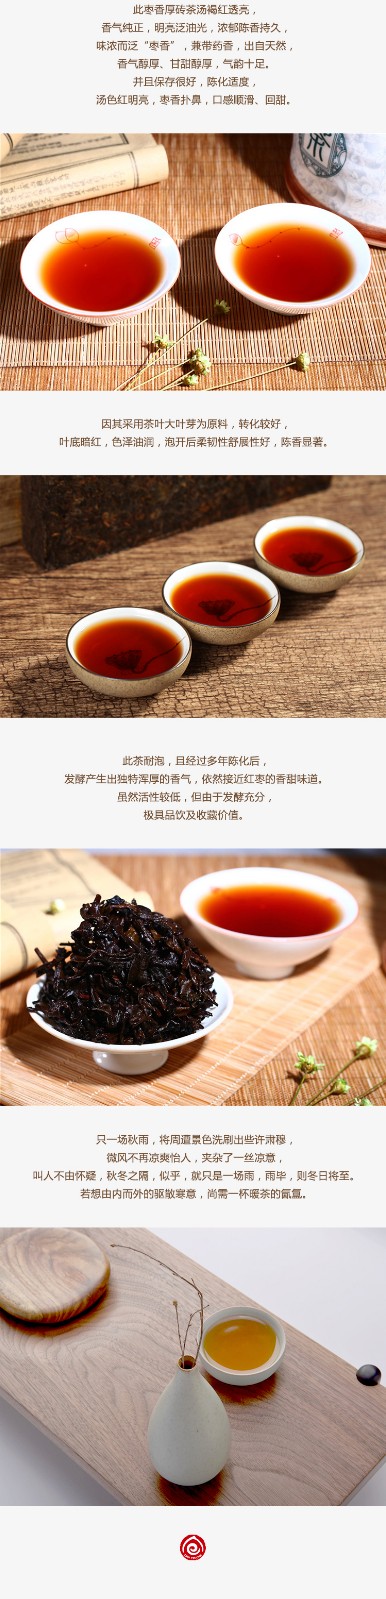 此枣香厚砖茶汤褐红透亮，
香气纯正，明亮泛油光，浓郁陈香持久，
味浓而泛“枣香”，兼带药香，出自天然，
香气醇厚、甘甜醇厚，气韵十足。
并且保存很好，陈化适度，
汤色红明亮，枣香扑鼻，口感顺滑、回甜。
茶
因其采用茶叶大叶芽为原料，转化较好，
叶底暗红，色泽油润，泡开后柔韧性舒展性好，陈香显著。
此茶耐泡，且经过多年陈化后，
发酵产生出独特浑厚的香气，依然接近红枣的香甜味道。
虽然活性较低，但由于发酵充分，
极具品饮及收藏价值。
只一场秋雨，将周遭景色洗刷出些许肃穆，
微风不再凉爽怡人，夹杂了一丝凉意，
叫人不由怀疑，秋冬之隔，似乎，就只是一场雨，雨毕，则冬日将至。
若想由内而外的驱散寒意，尚需一杯暖茶的氤氲。